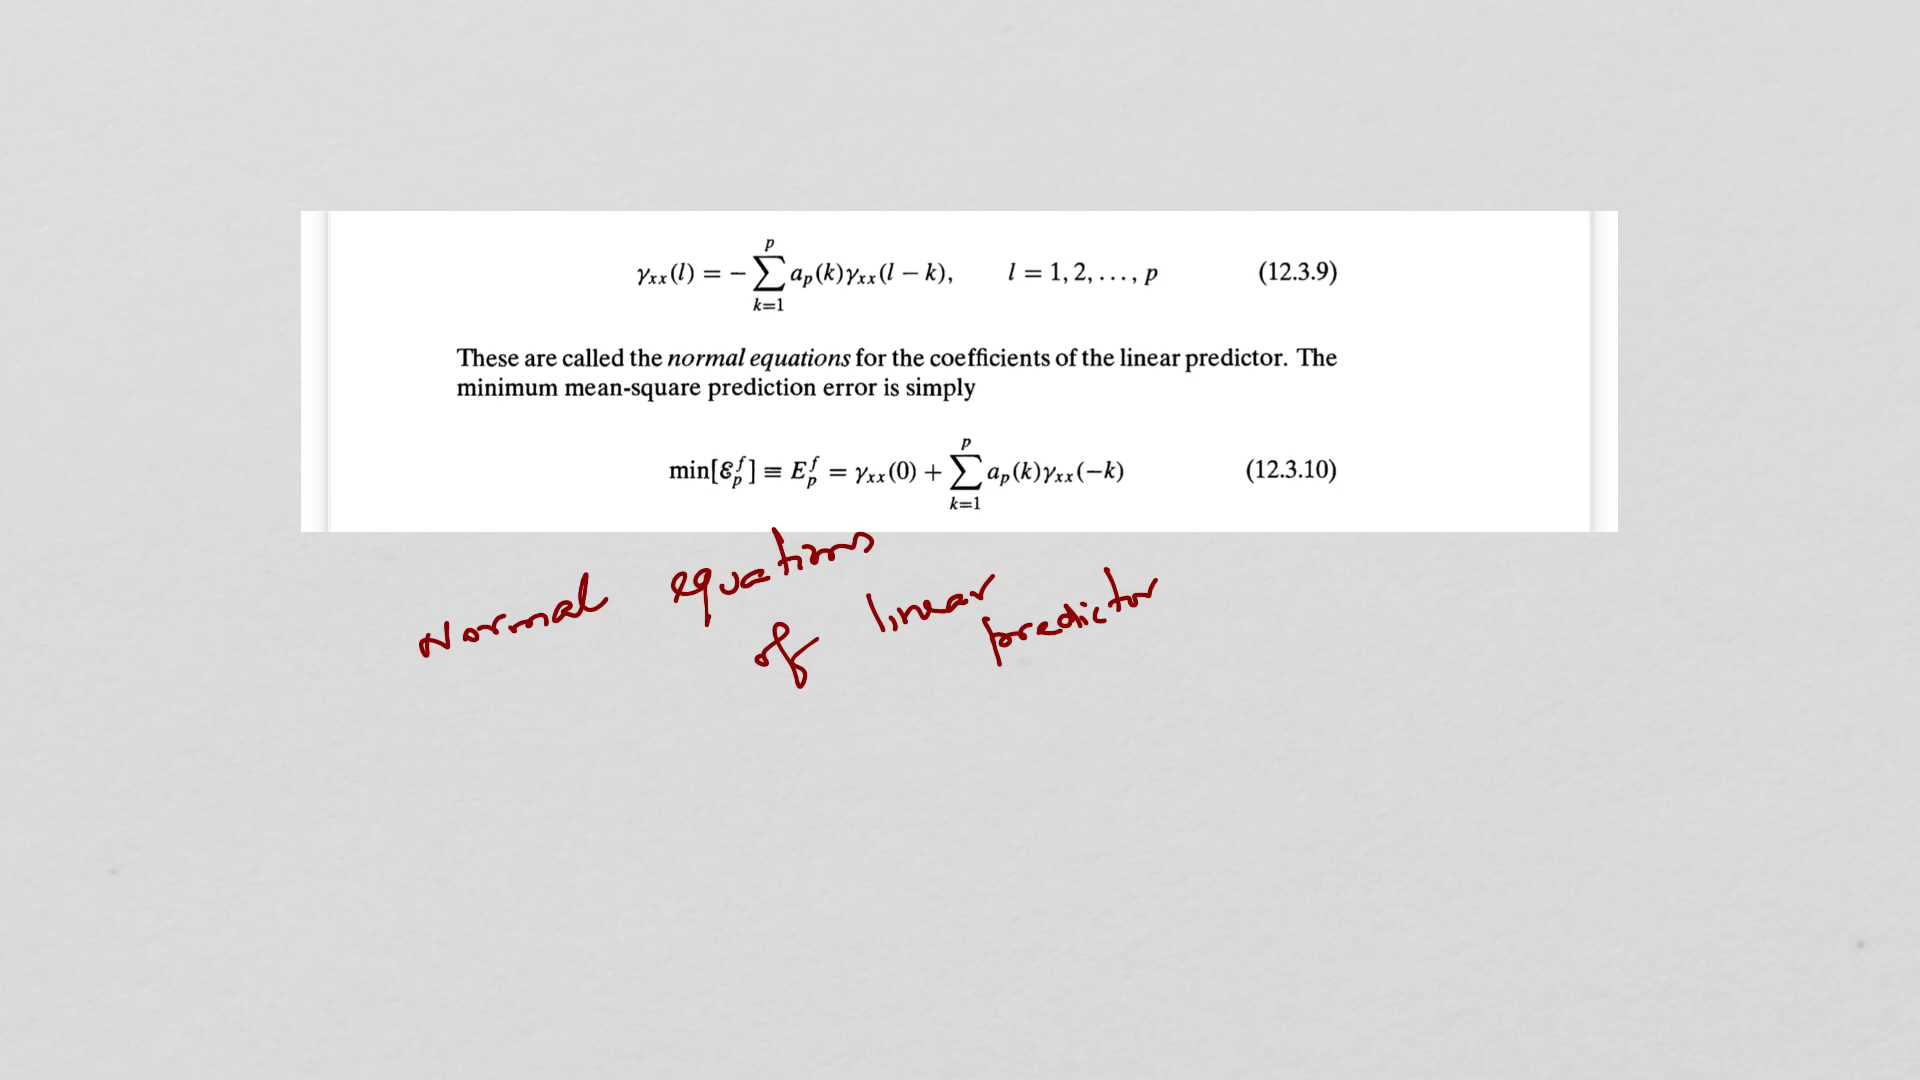 γxx(l) = − ∑_{k=1}^{p} ap(k)γxx(l − k), l = 1, 2, . . . , p (12.3.9)
These are called the normal equations for the coefficients of the linear predictor. The
minimum mean-square prediction error is simply
min[ℰ_p^f] ≡ E_p^f = γxx(0) + ∑_{k=1}^{p} ap(k)γxx(−k) (12.3.10)
Normal equations
of linear
predictor